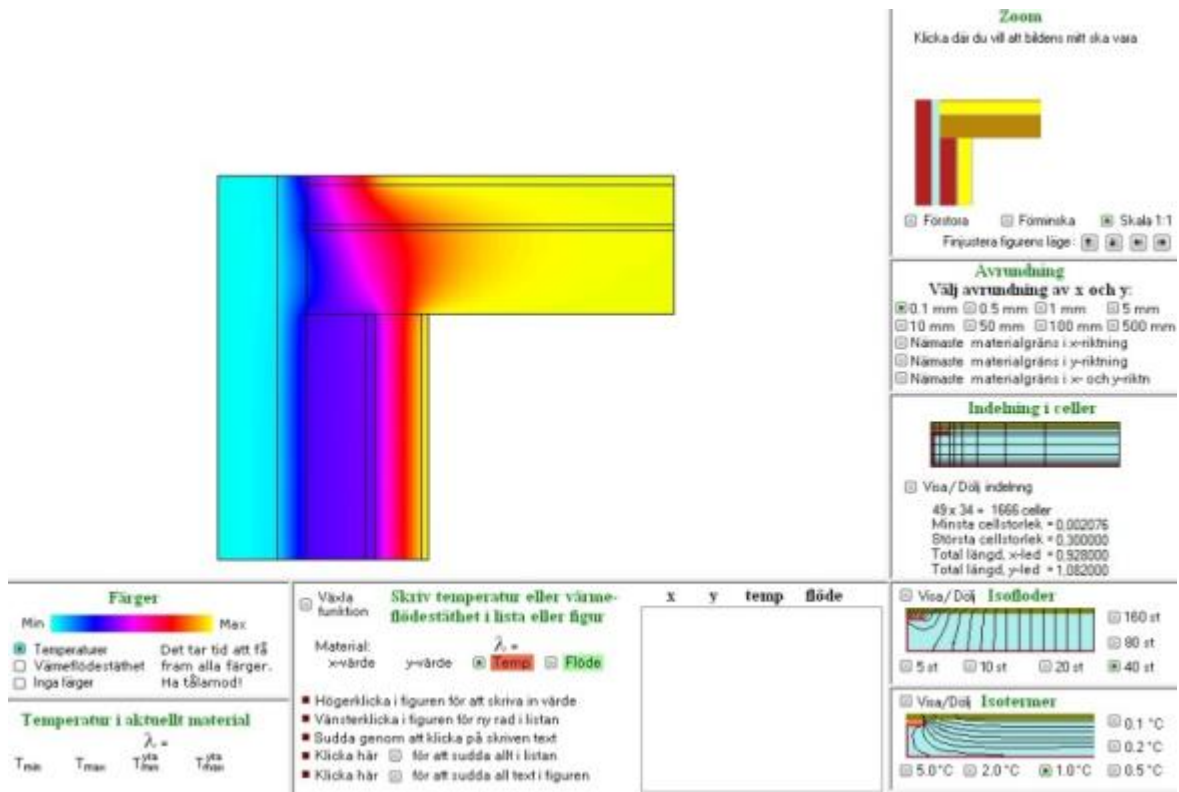 Zoom
Klicka där du vill att bildens mitt ska vara
Förstora Förminska Skala 1:1
Finjustera figurens läge:
Avrundning
Välj avrundning av x och y:
0.1 mm 0.5 mm 1 mm 5 mm
10 mm 50 mm 100 mm 500 mm
Närmaste materialgräns i x-riktning
Närmaste materialgräns i y-riktning
Närmaste materialgräns i x- och y-riktn
Indelning i celler
Visa/ Dölj indelning
49 x 34 = 1666 celler
Minsta cellstorlek = 0,002076
Största cellstorlek = 0,300000
Total längd, x-led = 0,928000
Total längd, y-led = 1,082000
Färger
Min Max
Temperaturer
Värmeflödestäthet
Inga färger
Det tar tid att få
fram alla färger.
Ha tålamod!
Temperatur i aktuellt material
λ =
Tmin Tmax Tmin yta Tmax yta
Växla
funktion
Skriv temperatur eller värme-
flödestäthet i lista eller figur
Material: λ =
x-värde y-värde Temp Flöde
Högerklicka i figuren för att skriva in värde
Vänsterklicka i figuren för ny rad i listan
Sudda genom att klicka på skriven text
Klicka här för att sudda allt i listan
Klicka här för att sudda all text i figuren
x y temp flöde
Visa/ Dölj Isoflöder
160 st
80 st
5 st 10 st 20 st 40 st
Visa/Dölj Isotermer
0.1 °C
0.2 °C
5.0 °C 2.0 °C 1.0 °C 0.5 °C